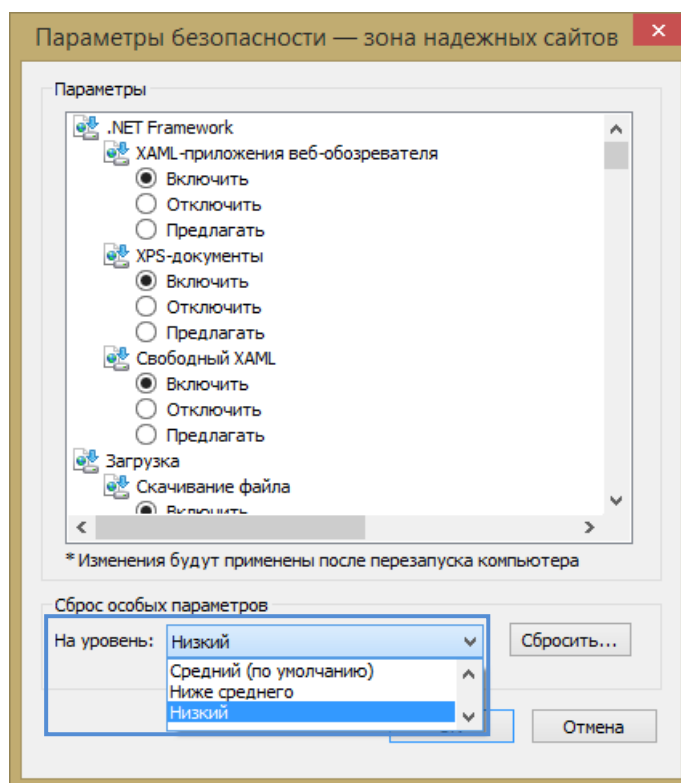 Параметры безопасности — зона надежных сайтов
Параметры
.NET Framework
XAML-приложения веб-обозревателя
Включить
Отключить
Предлагать
XPS-документы
Включить
Отключить
Предлагать
Свободный XAML
Включить
Отключить
Предлагать
Загрузка
Скачивание файла
Включить
* Изменения будут применены после перезапуска компьютера
Сброс особых параметров
На уровень: Низкий Сбросить...
Средний (по умолчанию)
Ниже среднего
Низкий
Отмена